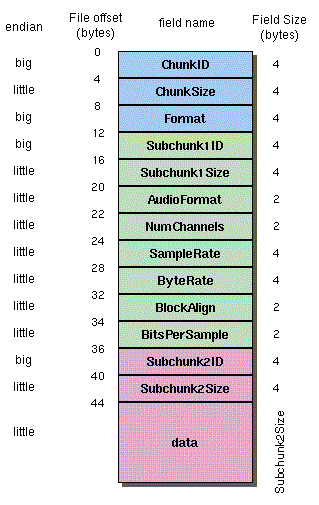 endian File offset (bytes) field name Field Size (bytes)
0
big ChunkID 4
4
little ChunkSize 4
8
big Format 4
12
big Subchunk1ID 4
16
little Subchunk1Size 4
20
little AudioFormat 2
22
little NumChannels 2
24
little SampleRate 4
28
little ByteRate 4
32
little BlockAlign 2
34
little BitsPerSample 2
36
big Subchunk2ID 4
40
little Subchunk2Size 4
44
little data Subchunk2Size